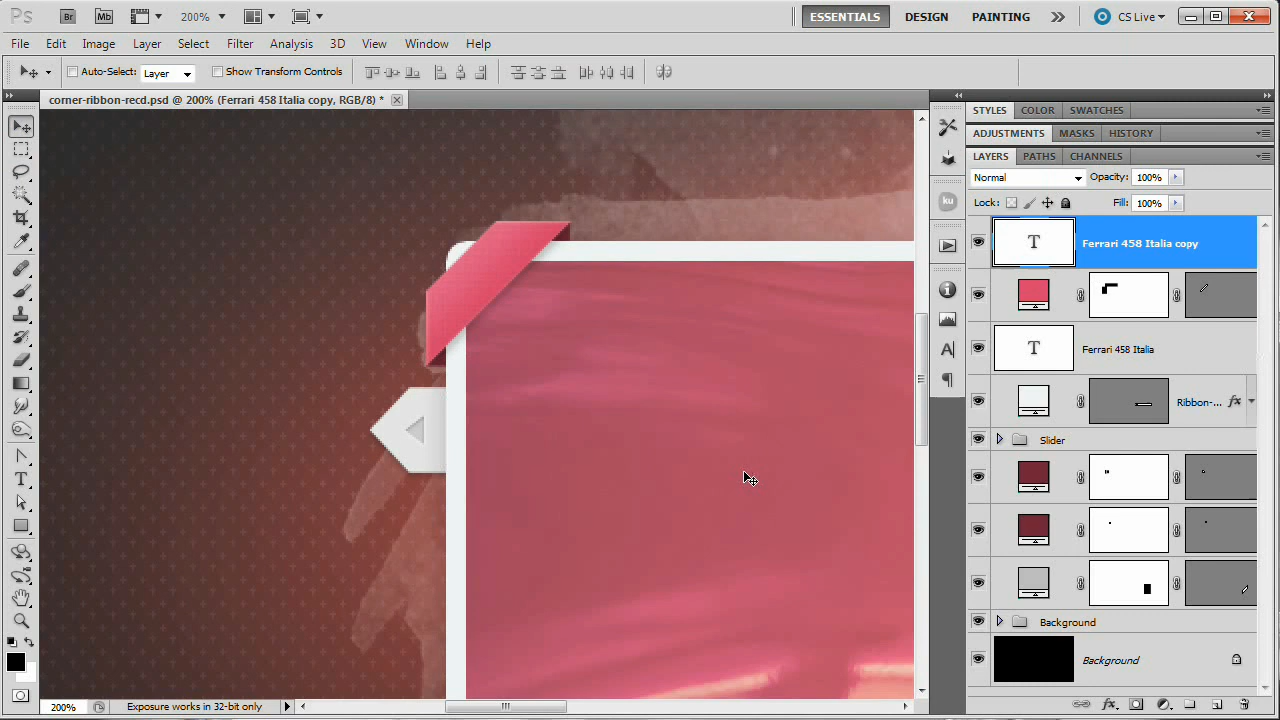 Ps Br Mb 200% ESSENTIALS DESIGN PAINTING CS Live
File Edit Image Layer Select Filter Analysis 3D View Window Help
Auto-Select: Layer Show Transform Controls
corner-ribbon-recd.psd @ 200% (Ferrari 458 Italia copy, RGB/8) *
STYLES COLOR SWATCHES
ADJUSTMENTS MASKS HISTORY
LAYERS PATHS CHANNELS
Normal Opacity: 100%
Lock: Fill: 100%
ku
T Ferrari 458 Italia copy
T Ferrari 458 Italia
Ribbon-... fx
Slider
Background
Background
200% Exposure works in 32-bit only
fx.